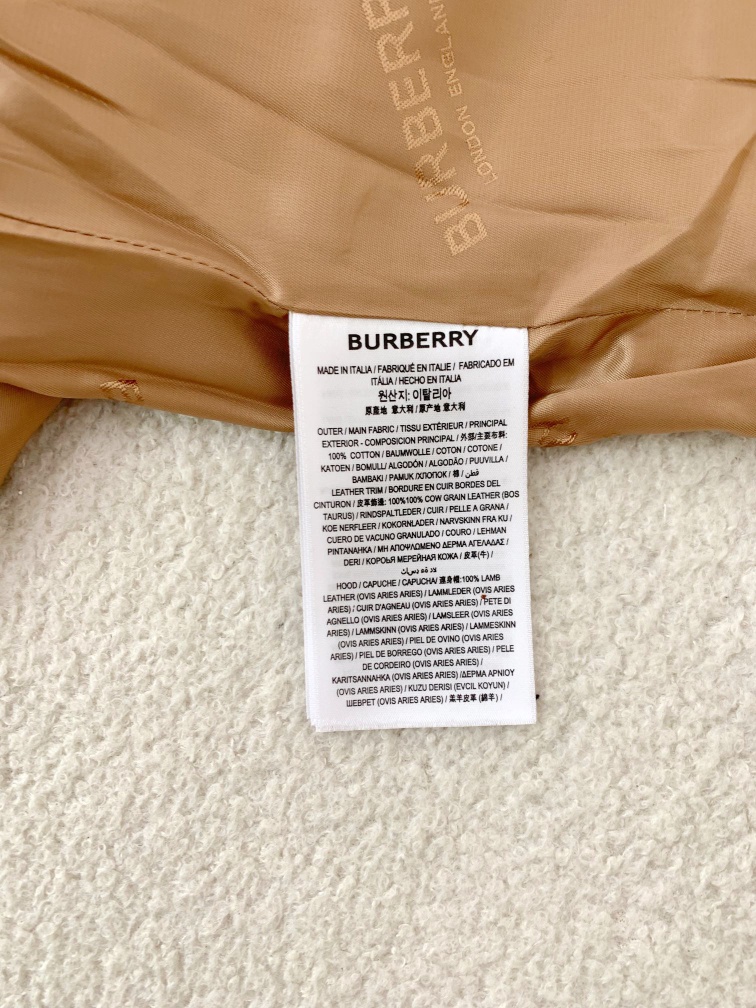 BURBERR
LONDON ENGLAN
BURBERRY
MADE IN ITALIA / FABRIQUÉ EN ITALIE / FABRICADO EM
ITÁLIA / HECHO EN ITALIA
원산지: 이탈리아
原產地 意大利 / 原产地 意大利
OUTER / MAIN FABRIC / TISSU EXTÉRIEUR / PRINCIPAL
EXTERIOR - COMPOSICION PRINCIPAL / 外部/主要布料:
100% COTTON / BAUMWOLLE / COTON / COTONE /
KATOEN / BOMULL/ ALGODÓN / ALGODÃO / PUUVILLA /
BAMBAKI / PAMUK /ХЛОПОК / 棉 / قطن /
LEATHER TRIM / BORDURE EN CUIR BORDES DEL
CINTURON / 皮革飾邊: 100%100% COW GRAIN LEATHER (BOS
TAURUS) / RINDSPALTLEDER / CUIR / PELLE A GRANA /
KOE NERFLEER / KOKORNLADER / NARVSKINN FRA KU /
CUERO DE VACUNO GRANULADO / COURO / LEHMAN
PINTANAHKA / ΜΗ ΑΠΟΨΛΩΜΕΝΟ ΔΕΡΜΑ ΑΓΕΛΑΔΑΣ /
DERI / КОРОЬЯ МЕРЕЙНАЯ КОЖА / 皮革(牛) /
HOOD / CAPUCHE / CAPUCHA/ 連身帽:100% LAMB
LEATHER (OVIS ARIES ARIES) / LAMMLEDER (OVIS ARIES
ARIES) / CUIR D'AGNEAU (OVIS ARIES ARIES) / PETE DI
AGNELLO (OVIS ARIES ARIES) / LAMSLEER (OVIS ARIES
ARIES) / LAMMSKINN (OVIS ARIES ARIES) / LAMMESKINN
(OVIS ARIES ARIES) / PIEL DE OVINO (OVIS ARIES
ARIES) / PIEL DE BORREGO (OVIS ARIES ARIES) / PELE
DE CORDEIRO (OVIS ARIES ARIES) /
KARITSANNAHKA (OVIS ARIES ARIES) /ΔΕΡΜΑ ΑΡΝΙΟΥ
(OVIS ARIES ARIES) / KUZU DERISI (EVCIL KOYUN) /
ШЕВРЕТ (OVIS ARIES ARIES) / 羔羊皮革 (綿羊) /